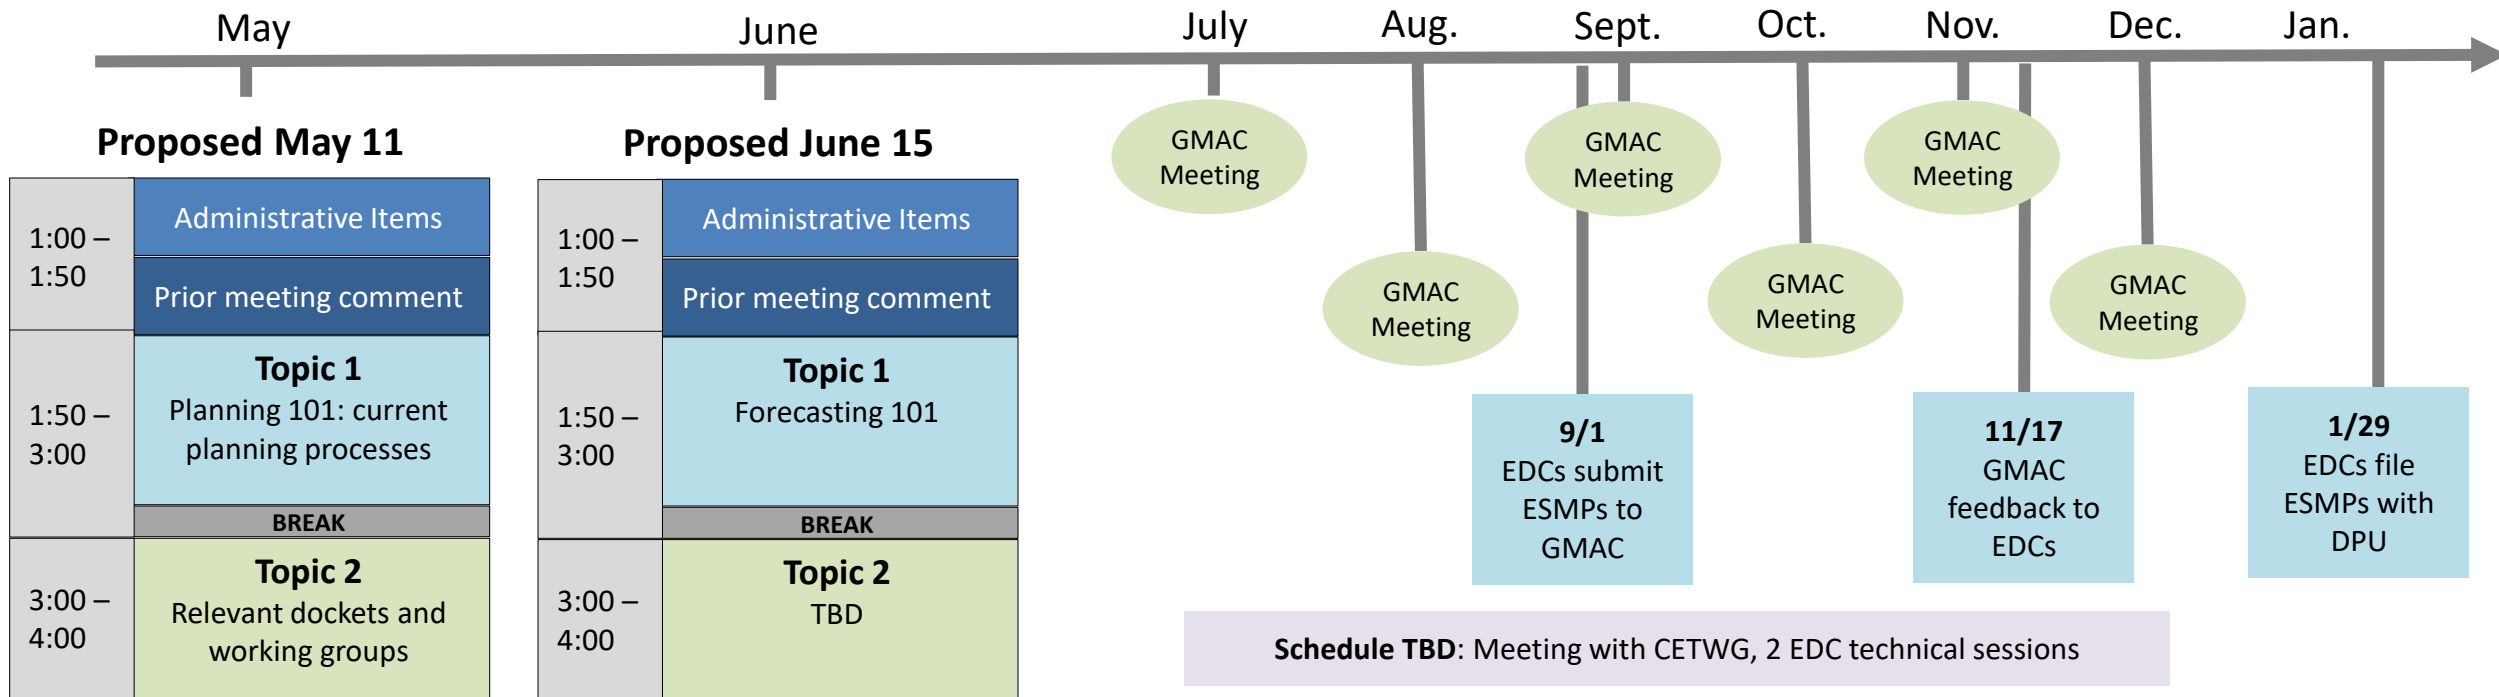 May
June
July
Aug.
Sept.
Oct.
Nov.
Dec.
Jan.
Proposed May 11
1:00 –
1:50
Administrative Items
Prior meeting comment
1:50 –
3:00
Topic 1
Planning 101: current
planning processes
BREAK
3:00 –
4:00
Topic 2
Relevant dockets and
working groups
Proposed June 15
1:00 –
1:50
Administrative Items
Prior meeting comment
1:50 –
3:00
Topic 1
Forecasting 101
BREAK
3:00 –
4:00
Topic 2
TBD
GMAC
Meeting
GMAC
Meeting
GMAC
Meeting
GMAC
Meeting
GMAC
Meeting
GMAC
Meeting
9/1
EDCs submit
ESMPs to
GMAC
11/17
GMAC
feedback to
EDCs
1/29
EDCs file
ESMPs with
DPU
Schedule TBD: Meeting with CETWG, 2 EDC technical sessions